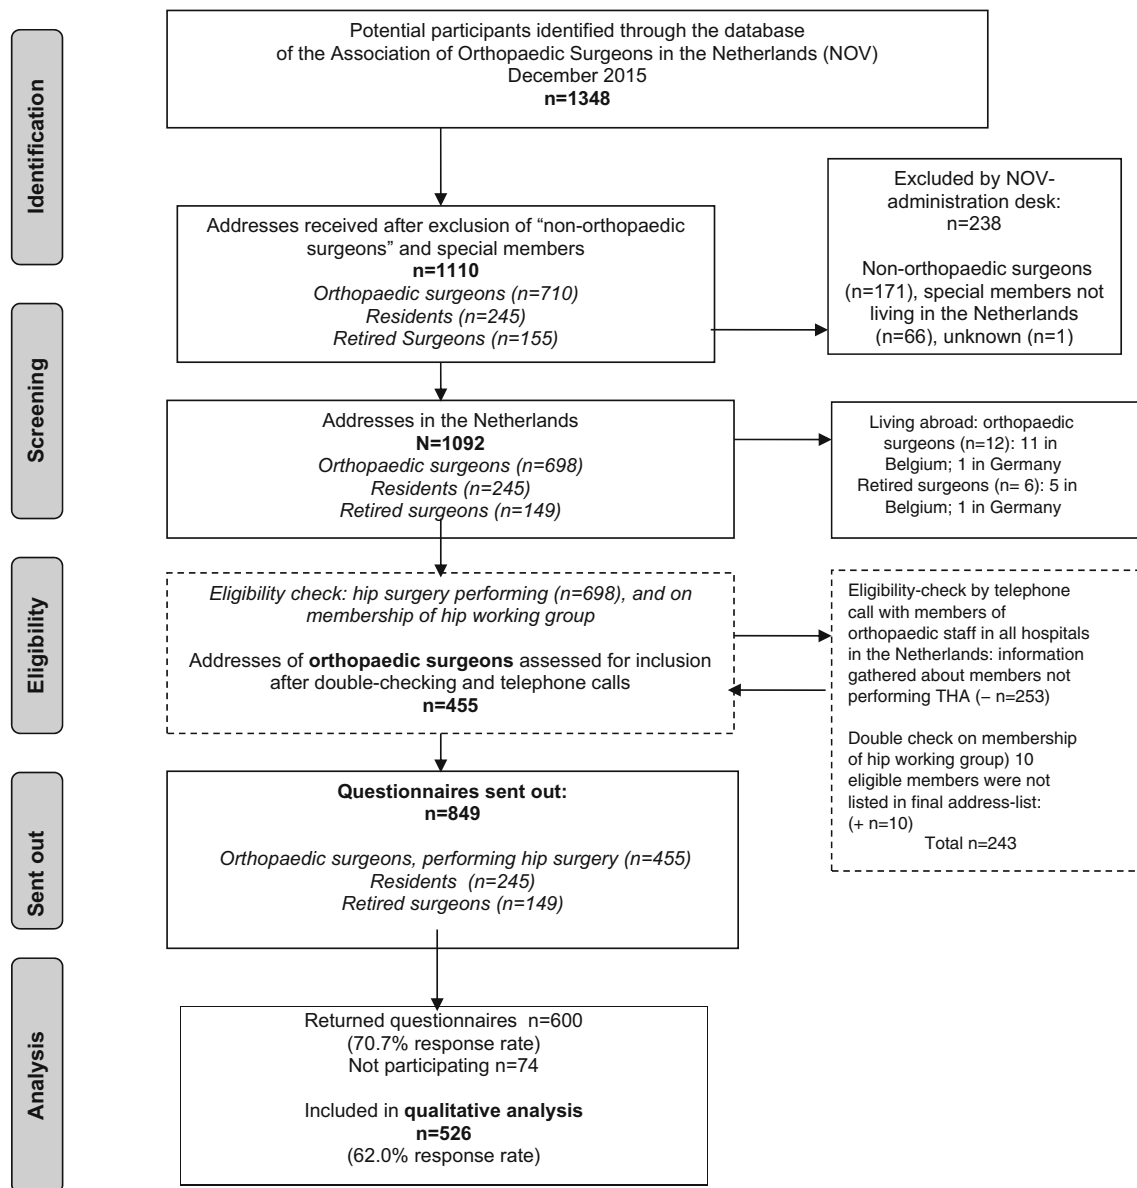 Identification
Potential participants identified through the database
of the Association of Orthopaedic Surgeons in the Netherlands (NOV)
December 2015
n=1348
Addresses received after exclusion of “non-orthopaedic
surgeons” and special members
n=1110
Orthopaedic surgeons (n=710)
Residents (n=245)
Retired Surgeons (n=155)
Excluded by NOV-
administration desk:
n=238
Non-orthopaedic surgeons
(n=171), special members not
living in the Netherlands
(n=66), unknown (n=1)
Screening
Addresses in the Netherlands
N=1092
Orthopaedic surgeons (n=698)
Residents (n=245)
Retired surgeons (n=149)
Living abroad: orthopaedic
surgeons (n=12): 11 in
Belgium; 1 in Germany
Retired surgeons (n= 6): 5 in
Belgium; 1 in Germany
Eligibility
Eligibility check: hip surgery performing (n=698), and on
membership of hip working group
Addresses of orthopaedic surgeons assessed for inclusion
after double-checking and telephone calls
n=455
Eligibility-check by telephone
call with members of
orthopaedic staff in all hospitals
in the Netherlands: information
gathered about members not
performing THA (− n=253)
Double check on membership
of hip working group) 10
eligible members were not
listed in final address-list:
(+ n=10)
Total n=243
Sent out
Questionnaires sent out:
n=849
Orthopaedic surgeons, performing hip surgery (n=455)
Residents (n=245)
Retired surgeons (n=149)
Analysis
Returned questionnaires n=600
(70.7% response rate)
Not participating n=74
Included in qualitative analysis
n=526
(62.0% response rate)